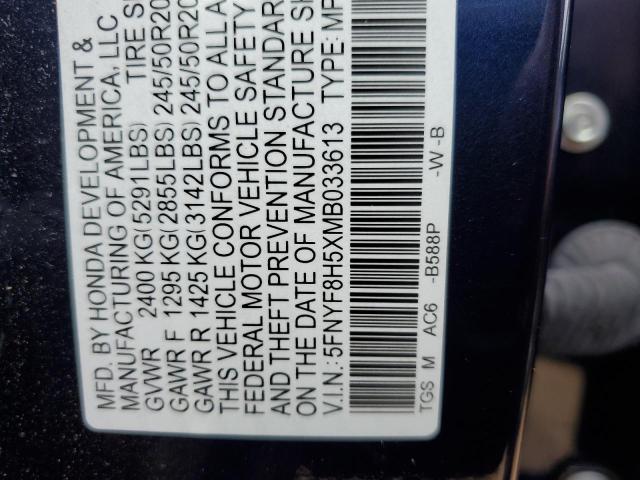 MFD. BY HONDA DEVELOPMENT &
MANUFACTURING OF AMERICA, LLC TIRE
GVWR 2400 KG(5291LBS)
GAWR F 1295 KG(2855LBS) 245/50R20
GAWR R 1425 KG(3142LBS) 245/50R20
THIS VEHICLE CONFORMS TO ALL
FEDERAL MOTOR VEHICLE SAFETY
AND THEFT PREVENTION STANDAR
ON THE DATE OF MANUFACTURE SH
V.I.N.: 5FNYF8H5XMB033613 TYPE: MP
TGS M AC6 -B588P -W -B